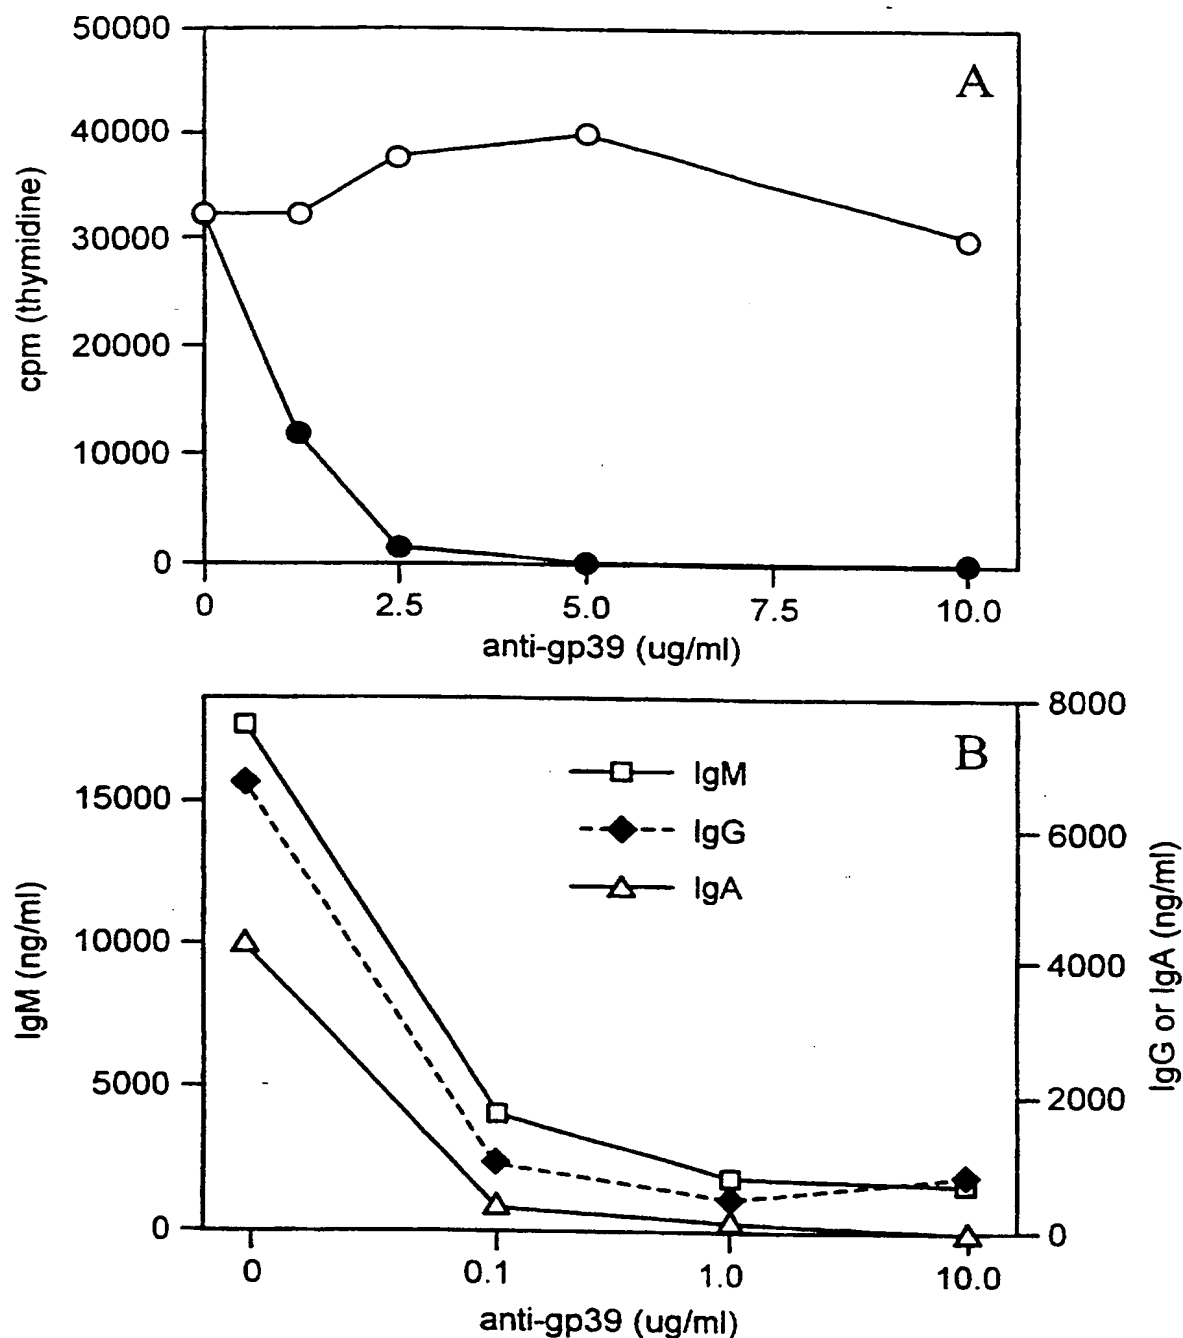 50000
A
40000
30000
20000
10000
0
cpm (thymidine)
0 2.5 5.0 7.5 10.0
anti-gp39 (ug/ml)
B
IgM
IgG
IgA
15000
10000
5000
0
IgM (ng/ml)
8000
6000
4000
2000
0
IgG or IgA (ng/ml)
0 0.1 1.0 10.0
anti-gp39 (ug/ml)